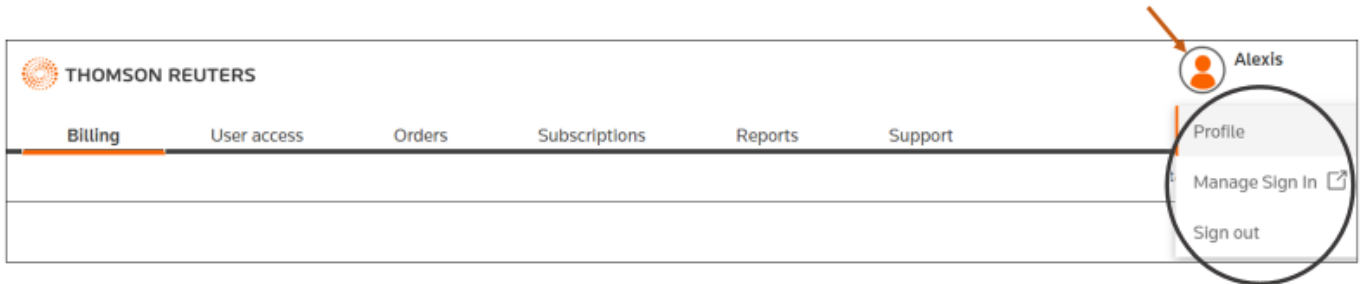 THOMSON REUTERS
Alexis
Billing User access Orders Subscriptions Reports Support
Profile
Manage Sign In
Sign out